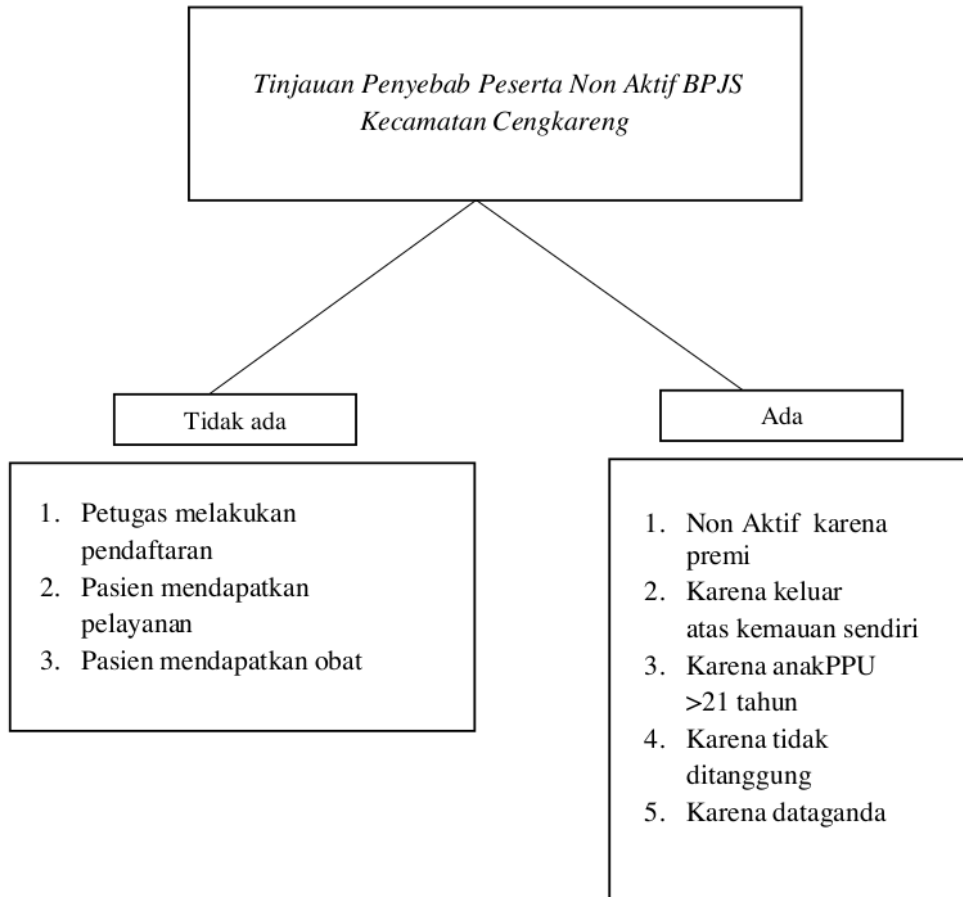 Tinjauan Penyebab Peserta Non Aktif BPJS
Kecamatan Cengkareng
Tidak ada
1. Petugas melakukan
pendaftaran
2. Pasien mendapatkan
pelayanan
3. Pasien mendapatkan obat
Ada
1. Non Aktif karena
premi
2. Karena keluar
atas kemauan sendiri
3. Karena anakPPU
>21 tahun
4. Karena tidak
ditanggung
5. Karena dataganda